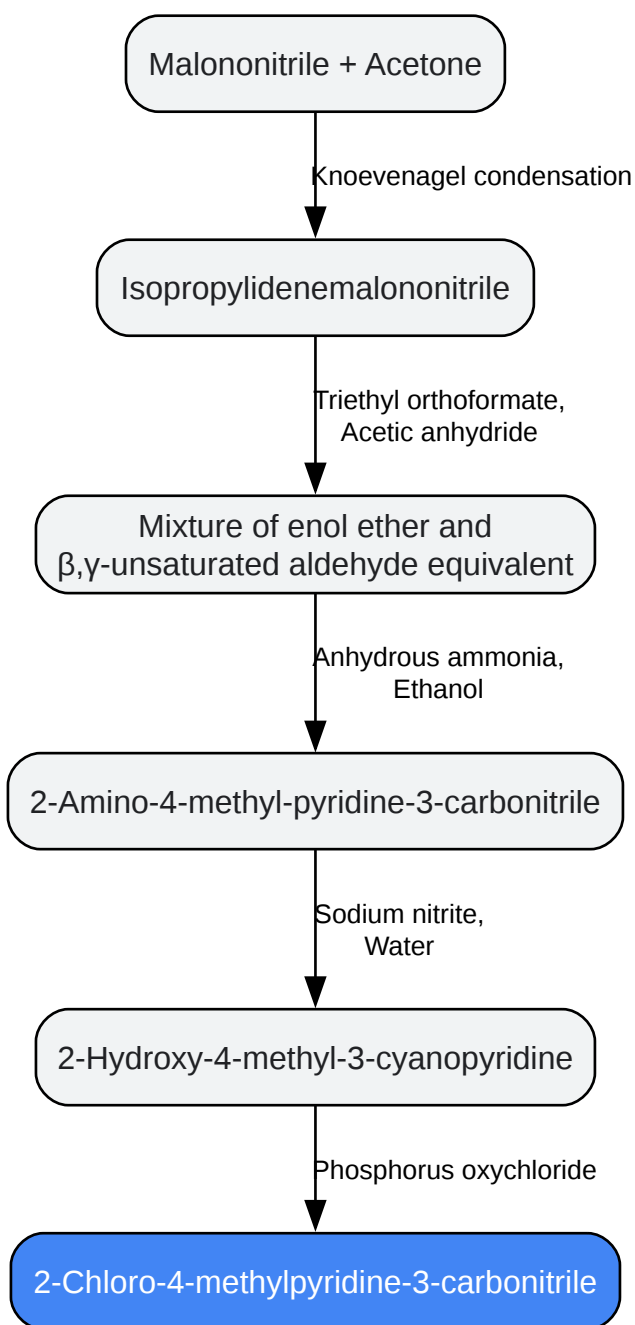 Malononitrile + Acetone
Knoevenagel condensation
Isopropylidenemalononitrile
Triethyl orthoformate,
Acetic anhydride
Mixture of enol ether and
β,γ-unsaturated aldehyde equivalent
Anhydrous ammonia,
Ethanol
2-Amino-4-methyl-pyridine-3-carbonitrile
Sodium nitrite,
Water
2-Hydroxy-4-methyl-3-cyanopyridine
Phosphorus oxychloride
2-Chloro-4-methylpyridine-3-carbonitrile